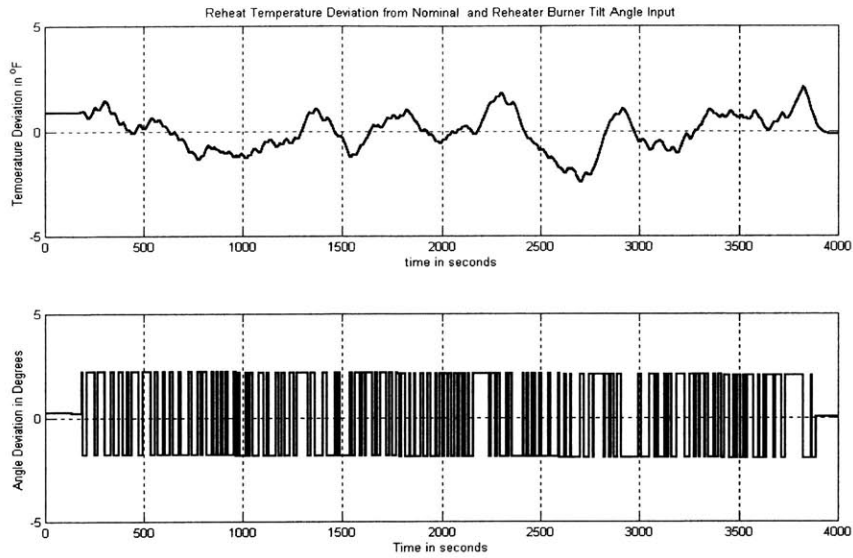 Reheat Temperature Deviation from Nominal and Reheater Burner Tilt Angle Input
Temoerature Deviation in °F
5
0
-5
0 500 1000 1500 2000 2500 3000 3500 4000
time in seconds
Angle Deviation in Degrees
5
0
-5
0 500 1000 1500 2000 2500 3000 3500 4000
Time in seconds